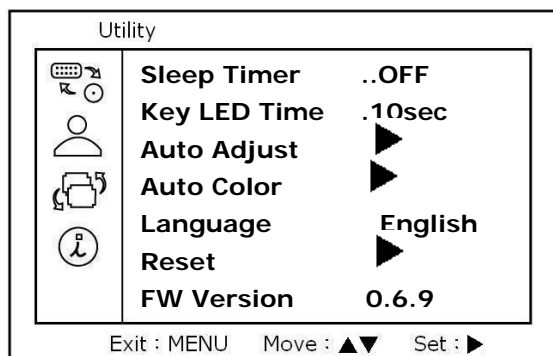 Utility
Sleep Timer ..OFF
Key LED Time .10sec
Auto Adjust ▶
Auto Color ▶
Language English
Reset ▶
FW Version 0.6.9
Exit : MENU Move : ▲▼ Set : ▶